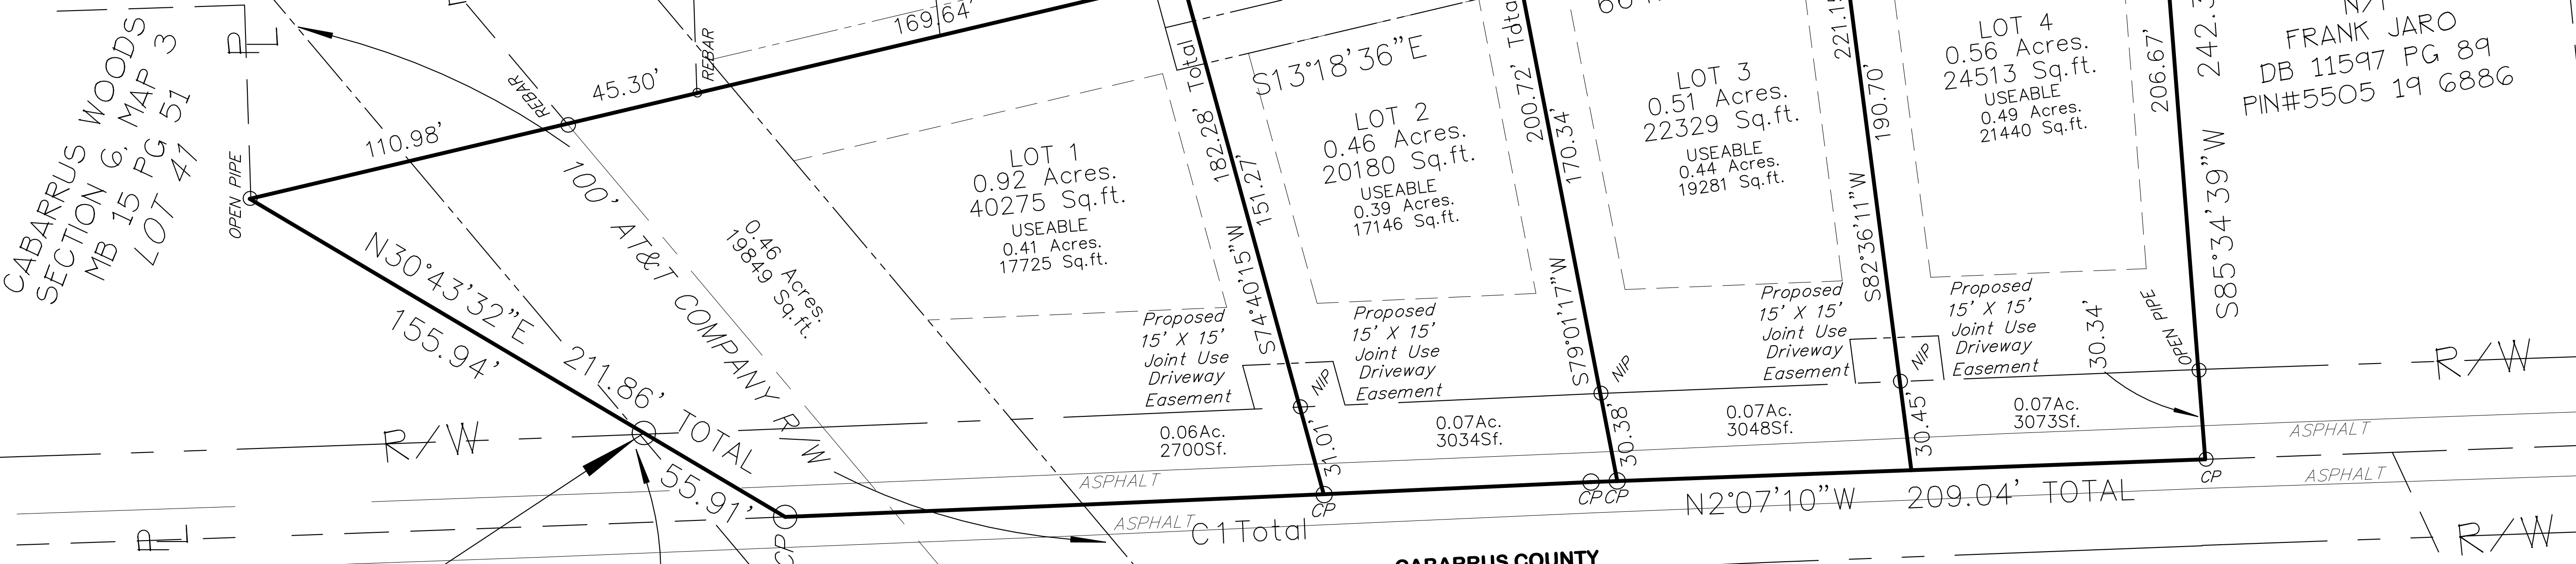 CABARRUS WOODS
SECTION 6, MAP 3
MB 15 PG 51
LOT 41
PL
OPEN PIPE
110.98'
REBAR
45.30'
REBAR
169.64'
N30°43'32"E
155.94'
211.86' TOTAL
55.91'
100' AT&T COMPANY R/W
0.46 Acres.
19849 Sq.ft.
LOT 1
0.92 Acres.
40275 Sq.ft.
USEABLE
0.41 Acres.
17725 Sq.ft.
182.28' Total
151.27'
S74°40'15"W
S13°18'36"E
LOT 2
0.46 Acres.
20180 Sq.ft.
USEABLE
0.39 Acres.
17146 Sq.ft.
200.72' Total
170.34'
S79°01'17"W
LOT 3
0.51 Acres.
22329 Sq.ft.
USEABLE
0.44 Acres.
19281 Sq.ft.
190.70'
S82°36'11"W
LOT 4
0.56 Acres.
24513 Sq.ft.
USEABLE
0.49 Acres.
21440 Sq.ft.
206.67'
S85°34'39"W
FRANK JARO
DB 11597 PG 89
PIN#5505 19 6886
Proposed
15' X 15'
Joint Use
Driveway
Easement
NIP
Proposed
15' X 15'
Joint Use
Driveway
Easement
NIP
Proposed
15' X 15'
Joint Use
Driveway
Easement
NIP
Proposed
15' X 15'
Joint Use
Driveway
Easement
30.34'
OPEN PIPE
R/W
R/W
0.06Ac.
2700Sf.
31.01'
0.07Ac.
3034Sf.
30.38'
0.07Ac.
3048Sf.
30.45'
0.07Ac.
3073Sf.
ASPHALT
ASPHALT
ASPHALT
ASPHALT
CP
CP
CP
CP
CP
C1Total
N2°07'10"W 209.04' TOTAL
PL
R/W
CABARRUS COUNTY